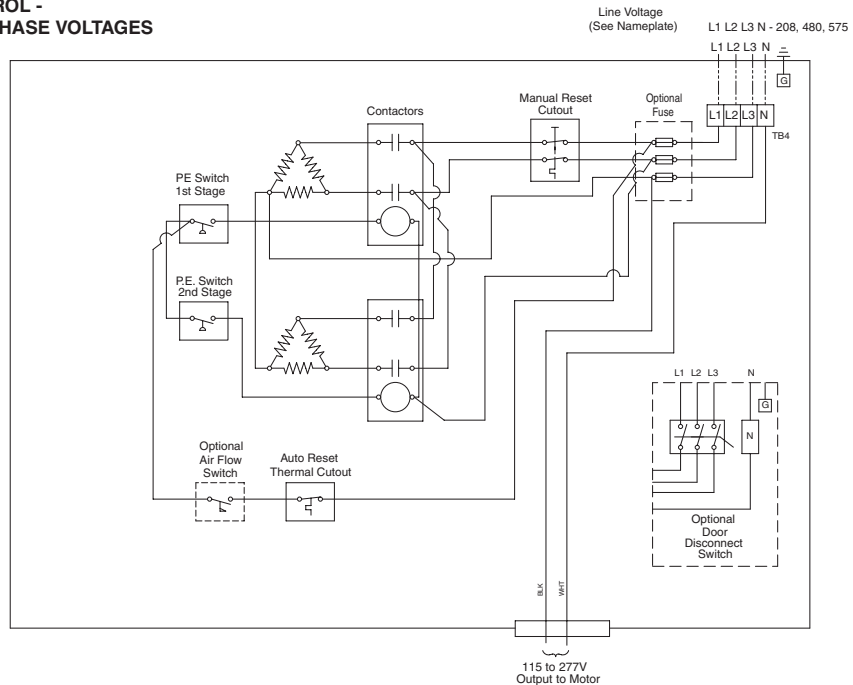 ROL -
HASE VOLTAGES
Line Voltage
(See Nameplate)
L1 L2 L3 N - 208, 480, 575
L1 L2 L3 N
G
Contactors
Manual Reset
Cutout
Optional
Fuse
L1 L2 L3 N
TB4
PE Switch
1st Stage
P.E. Switch
2nd Stage
L1 L2 L3 N
G
N
Optional
Air Flow
Switch
Auto Reset
Thermal Cutout
Optional
Door
Disconnect
Switch
BLK
WHT
115 to 277V
Output to Motor